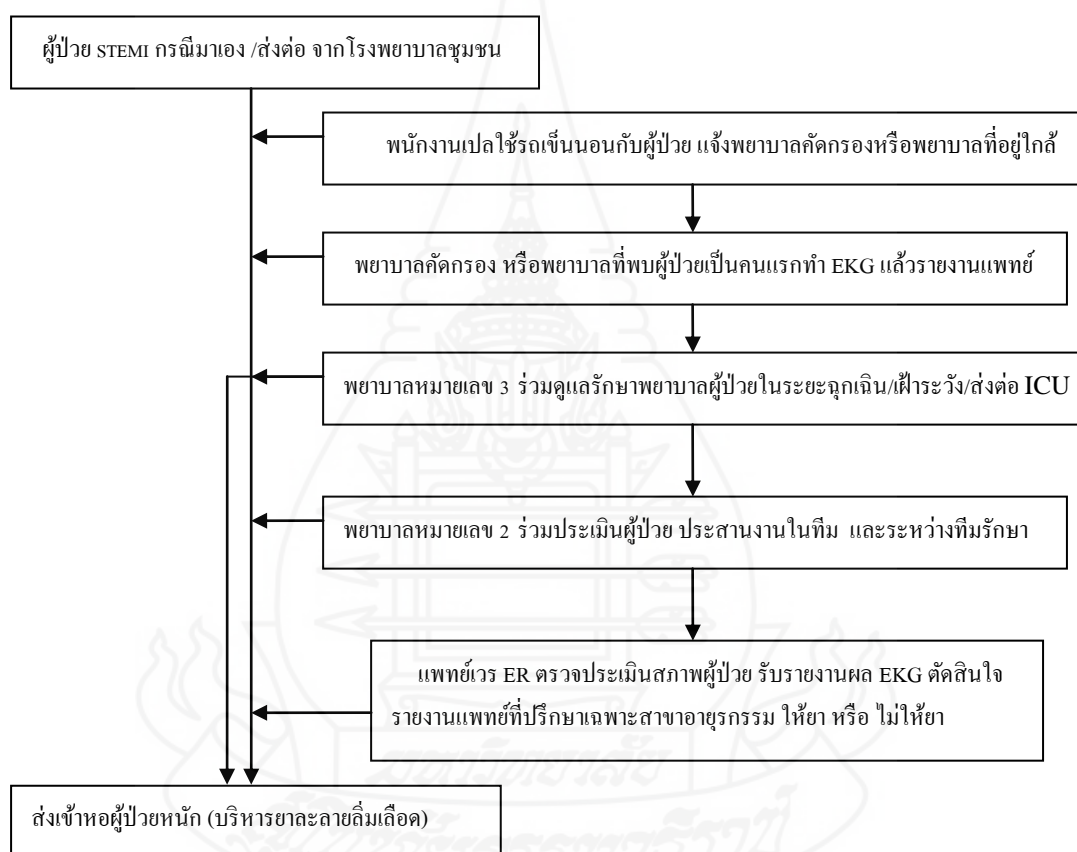 ผู้ป่วย STEMI กรณีมาเอง /ส่งต่อ จากโรงพยาบาลชุมชน
พนักงานเปลใช้รถเข็นนอนกับผู้ป่วย แจ้งพยาบาลคัดกรองหรือพยาบาลที่อยู่ใกล้
พยาบาลคัดกรอง หรือพยาบาลที่พบผู้ป่วยเป็นคนแรกทำ EKG แล้วรายงานแพทย์
พยาบาลหมายเลข 3 ร่วมดูแลรักษาพยาบาลผู้ป่วยในระยะฉุกเฉิน/เฝ้าระวัง/ส่งต่อ ICU
พยาบาลหมายเลข 2 ร่วมประเมินผู้ป่วย ประสานงานในทีม และระหว่างทีมรักษา
แพทย์เวร ER ตรวจประเมินสภาพผู้ป่วย รับรายงานผล EKG ตัดสินใจ
รายงานแพทย์ที่ปรึกษาเฉพาะสาขาอายุรกรรม ให้ยา หรือ ไม่ให้ยา
มหาวิทยาลัย
ส่งเข้าหอผู้ป่วยหนัก (บริหารยาละลายลิ่มเลือด)